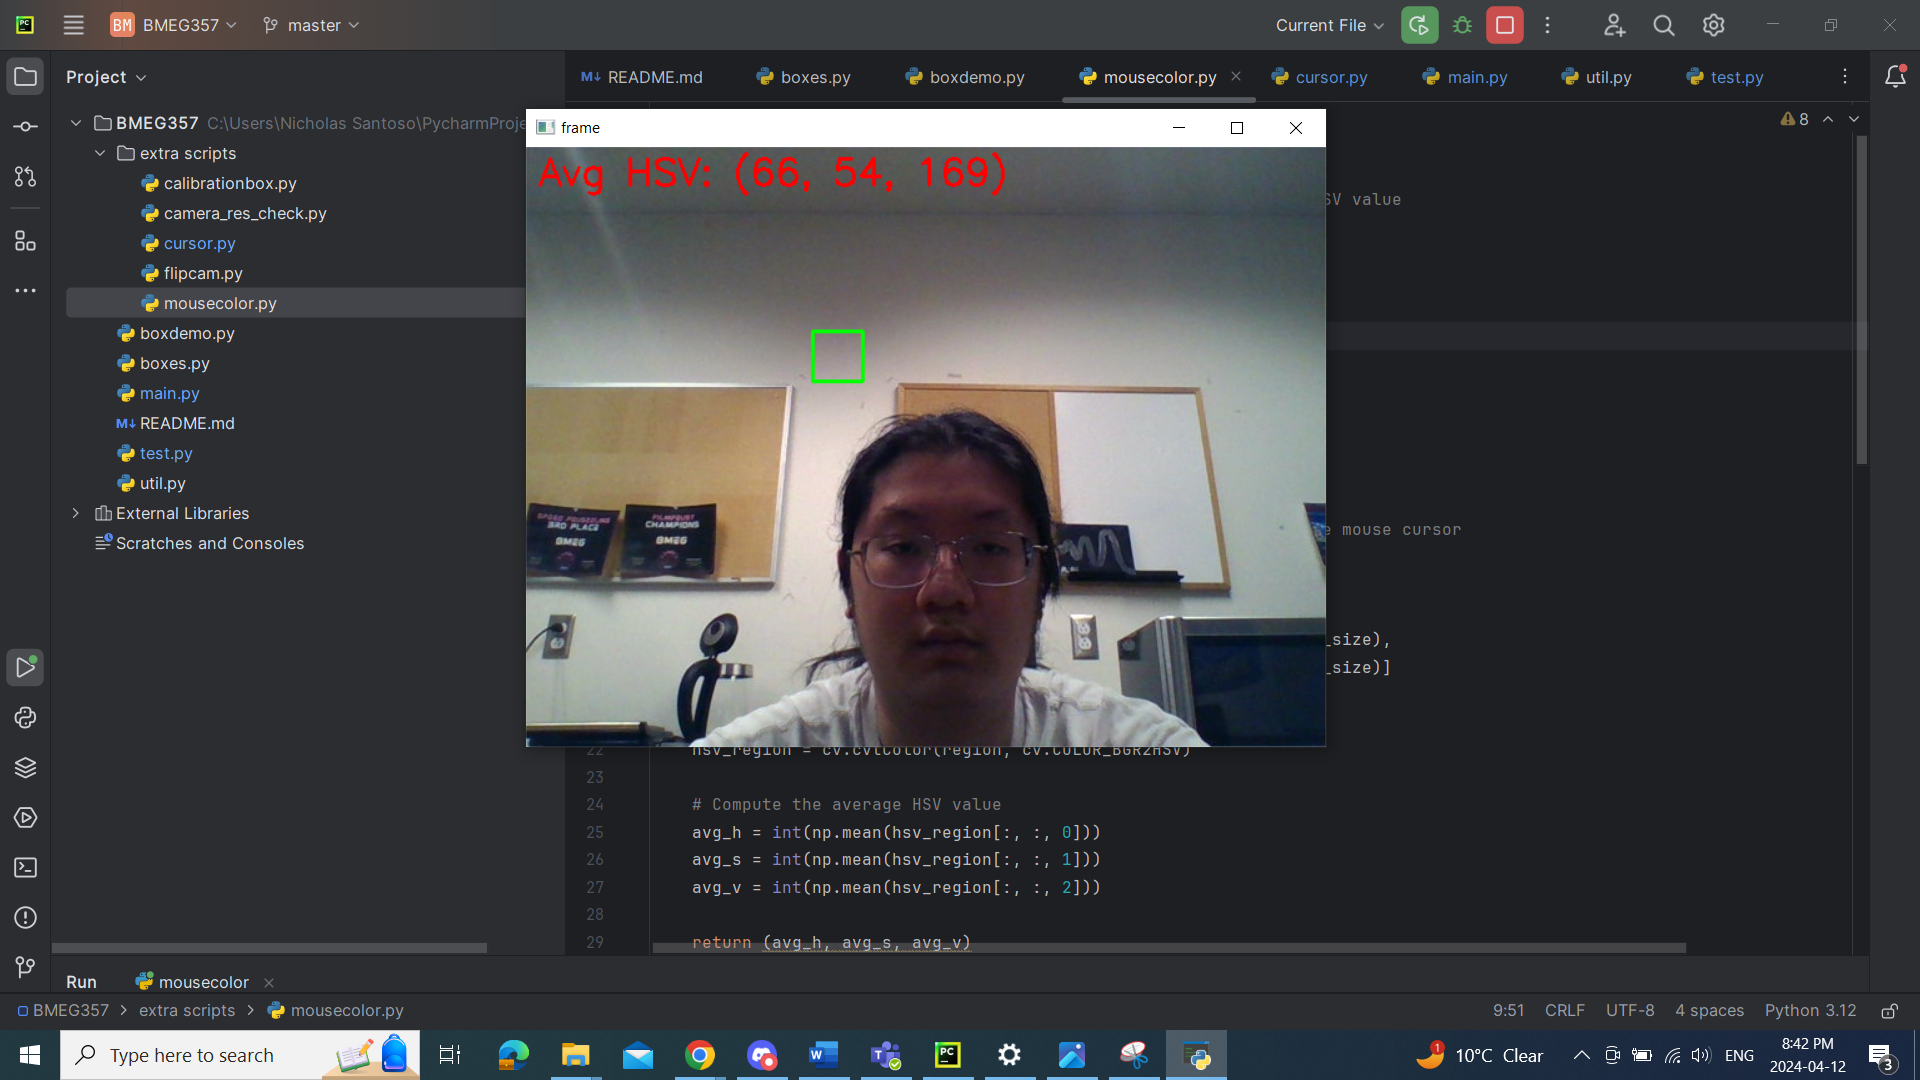 PC
BM BMEG357
master
Current File
Project
README.md
boxes.py
boxdemo.py
mousecolor.py
cursor.py
main.py
util.py
test.py
BMEG357 C:\Users\Nicholas Santoso\PycharmProje
extra scripts
calibrationbox.py
camera_res_check.py
cursor.py
flipcam.py
mousecolor.py
boxdemo.py
boxes.py
main.py
README.md
test.py
util.py
External Libraries
Scratches and Consoles
frame
Avg HSV: (66, 54, 169)
3RD PLACE
BMEG
CHAMPIONS
BMEG
8
SV value
e mouse cursor
_size),
_size)]
22 hsv_region = cv.cvtColor(region, cv.COLOR_BGR2HSV)
23
24 # Compute the average HSV value
25 avg_h = int(np.mean(hsv_region[:, :, 0]))
26 avg_s = int(np.mean(hsv_region[:, :, 1]))
27 avg_v = int(np.mean(hsv_region[:, :, 2]))
28
29 return (avg_h, avg_s, avg_v)
Run mousecolor
BMEG357 > extra scripts > mousecolor.py
9:51 CRLF UTF-8 4 spaces Python 3.12
Type here to search
1
10°C Clear
ENG
8:42 PM
2024-04-12
3